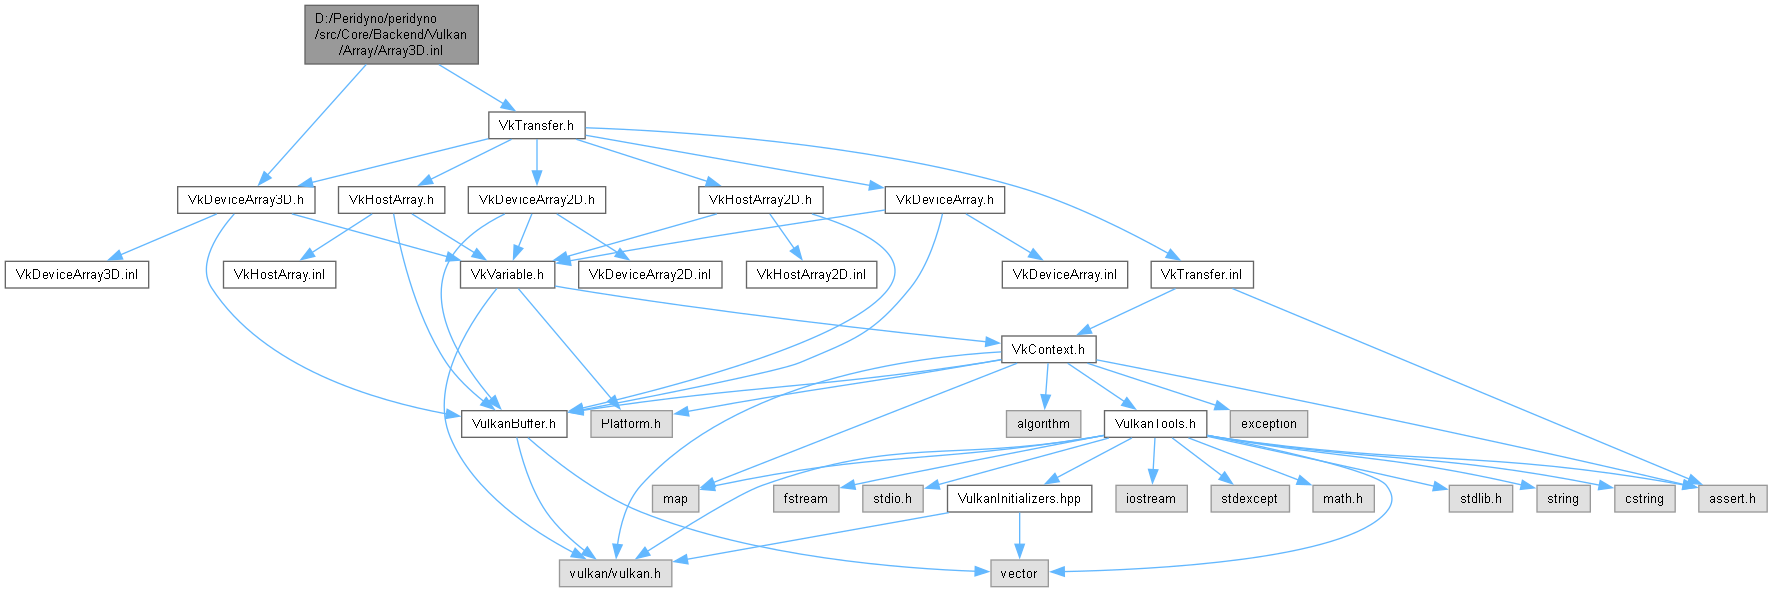 D:/Peridyno/peridyno
/src/Core/Backend/Vulkan
/Array/Array3D.inl
VkTransfer.h
VkDeviceArray3D.h
VkHostArray.h
VkDeviceArray2D.h
VkHostArray2D.h
VkDeviceArray.h
VkDeviceArray3D.inl
VkHostArray.inl
VkVariable.h
VkDeviceArray2D.inl
VkHostArray2D.inl
VkDeviceArray.inl
VkTransfer.inl
VkContext.h
VulkanBuffer.h
Platform.h
algorithm
VulkanTools.h
exception
map
fstream
stdio.h
VulkanInitializers.hpp
iostream
stdexcept
math.h
stdlib.h
string
cstring
assert.h
vulkan/vulkan.h
vector